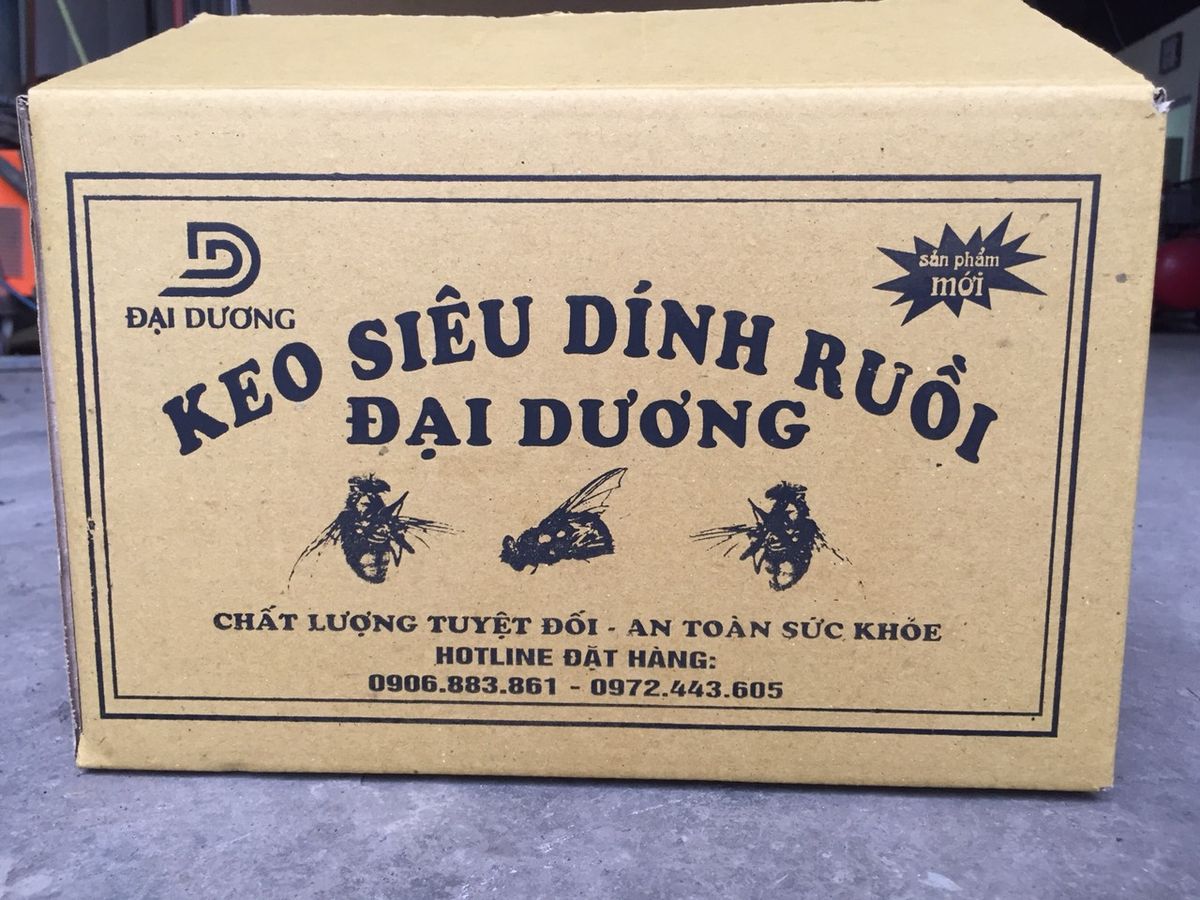 ĐẠI DƯƠNG
sản phẩm
mới
KEO SIÊU DÍNH RUỒI
ĐẠI DƯƠNG
CHẤT LƯỢNG TUYỆT ĐỐI - AN TOÀN SỨC KHỎE
HOTLINE ĐẶT HÀNG:
0906.883.861 - 0972.443.605